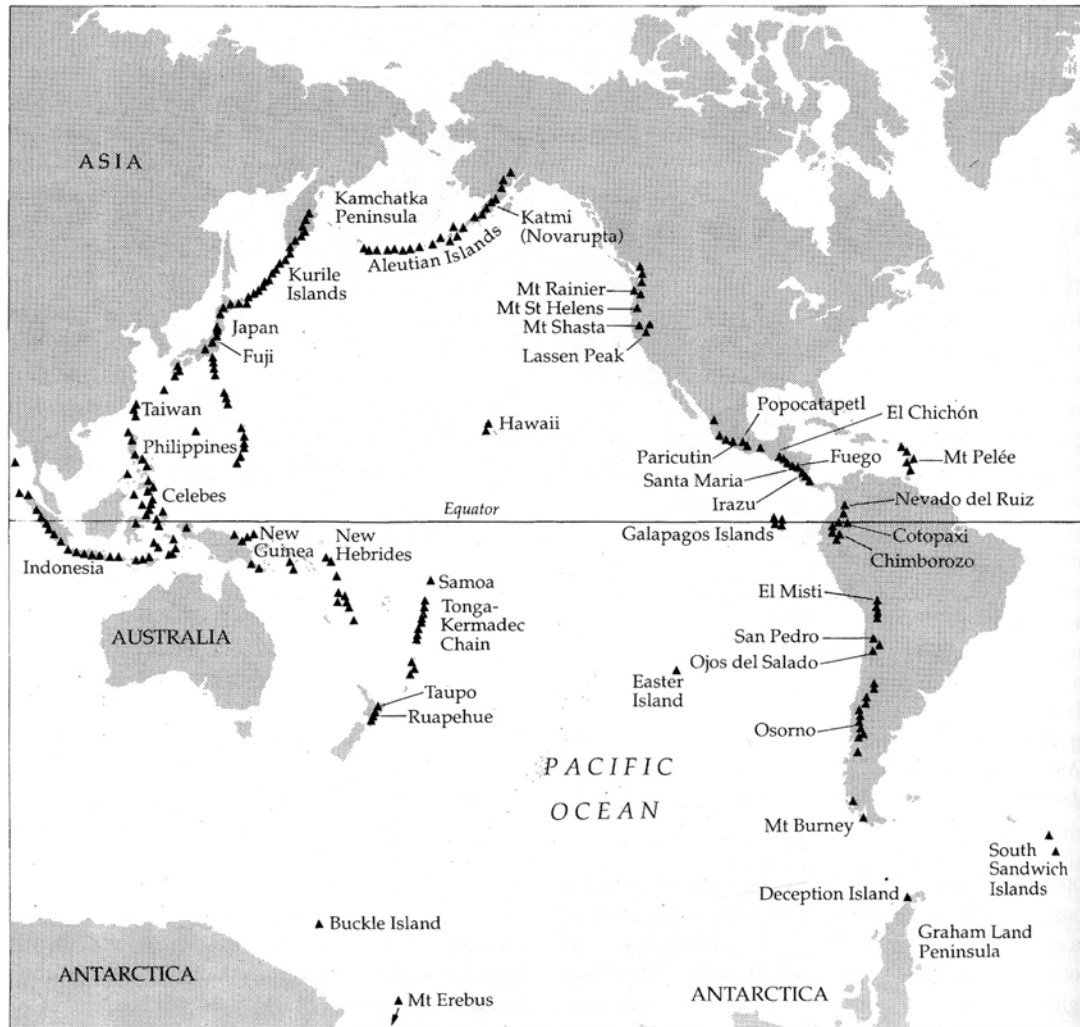 ASIA
Kamchatka
Peninsula
Katmi
(Novarupta)
Aleutian Islands
Kurile
Islands
Mt Rainier
Mt St Helens
Japan
Mt Shasta
Fuji
Lassen Peak
Taiwan
Popocatapetl
El Chichón
Hawaii
Philippines
Paricutin
Fuego
Mt Pelée
Santa Maria
Celebes
Irazu
Nevado del Ruiz
Equator
Galapagos Islands
Cotopaxi
New
Guinea
New
Hebrides
Indonesia
Chimborozo
Samoa
El Misti
Tonga-
Kermadec
Chain
AUSTRALIA
San Pedro
Ojos del Salado
Easter
Island
Taupo
Ruapehue
Osorno
PACIFIC
OCEAN
Mt Burney
South
Sandwich
Islands
Deception Island
Buckle Island
Graham Land
Peninsula
ANTARCTICA
ANTARCTICA
Mt Erebus